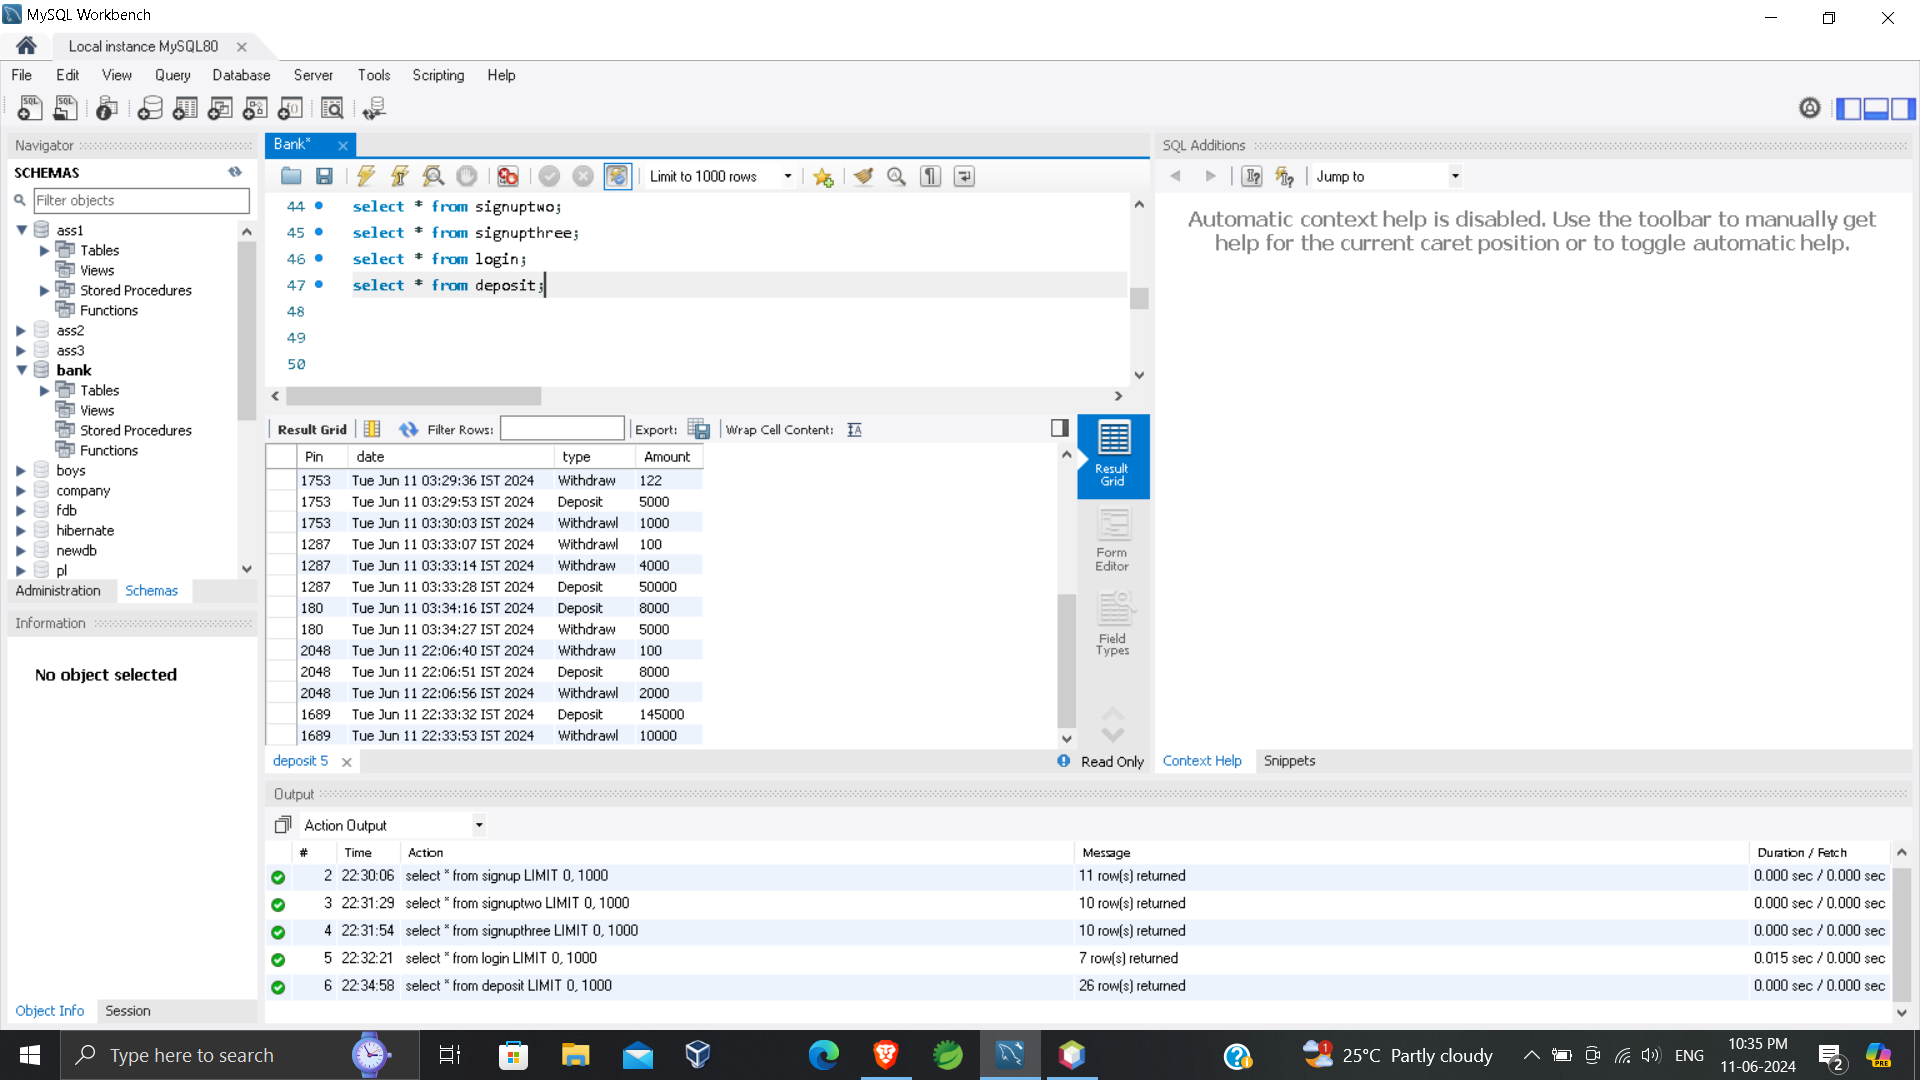 MySQL Workbench
Local instance MySQL80
File Edit View Query Database Server Tools Scripting Help
Navigator
SCHEMAS
Filter objects
ass1
Tables
Views
Stored Procedures
Functions
ass2
ass3
bank
Tables
Views
Stored Procedures
Functions
boys
company
fdb
hibernate
newdb
pl
Administration Schemas
Information
No object selected
Object Info Session
Bank*
Limit to 1000 rows
44 select * from signuptwo;
45 select * from signupthree;
46 select * from login;
47 select * from deposit;
48
49
50
Result Grid Filter Rows: Export: Wrap Cell Content:
Pin date type Amount
1753 Tue Jun 11 03:29:36 IST 2024 Withdraw 122
1753 Tue Jun 11 03:29:53 IST 2024 Deposit 5000
1753 Tue Jun 11 03:30:03 IST 2024 Withdrawl 1000
1287 Tue Jun 11 03:33:07 IST 2024 Withdrawl 100
1287 Tue Jun 11 03:33:14 IST 2024 Withdraw 4000
1287 Tue Jun 11 03:33:28 IST 2024 Deposit 50000
180 Tue Jun 11 03:34:16 IST 2024 Deposit 8000
180 Tue Jun 11 03:34:27 IST 2024 Withdraw 5000
2048 Tue Jun 11 22:06:40 IST 2024 Withdraw 100
2048 Tue Jun 11 22:06:51 IST 2024 Deposit 8000
2048 Tue Jun 11 22:06:56 IST 2024 Withdrawl 2000
1689 Tue Jun 11 22:33:32 IST 2024 Deposit 145000
1689 Tue Jun 11 22:33:53 IST 2024 Withdrawl 10000
Result
Grid
Form
Editor
Field
Types
deposit 5
Read Only
SQL Additions
Jump to
Automatic context help is disabled. Use the toolbar to manually get
help for the current caret position or to toggle automatic help.
Context Help Snippets
Output
Action Output
# Time Action Message Duration / Fetch
2 22:30:06 select * from signup LIMIT 0, 1000 11 row(s) returned 0.000 sec / 0.000 sec
3 22:31:29 select * from signuptwo LIMIT 0, 1000 10 row(s) returned 0.000 sec / 0.000 sec
4 22:31:54 select * from signupthree LIMIT 0, 1000 10 row(s) returned 0.000 sec / 0.000 sec
5 22:32:21 select * from login LIMIT 0, 1000 7 row(s) returned 0.015 sec / 0.000 sec
6 22:34:58 select * from deposit LIMIT 0, 1000 26 row(s) returned 0.000 sec / 0.000 sec
Type here to search
1
25°C Partly cloudy
ENG
10:35 PM
11-06-2024
2
PRE